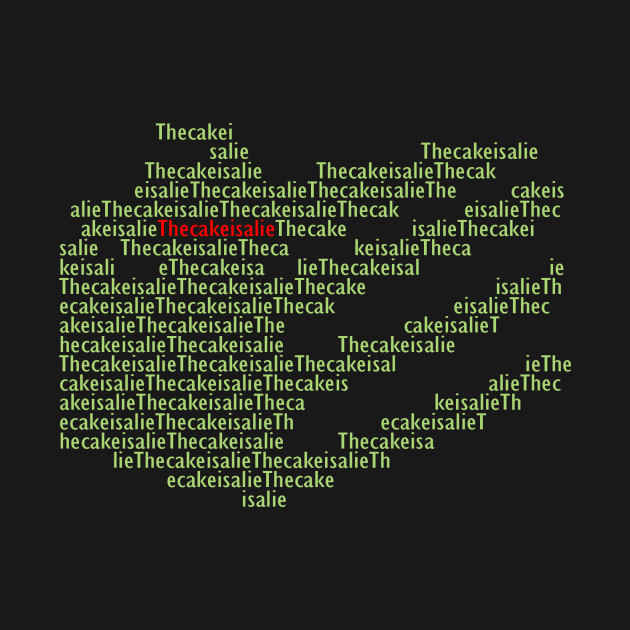 Thecakei
salie Thecakeisalie
Thecakeisalie ThecakeisalieThecak
eisalieThecakeisalieThecakeisalieThe cakeis
alieThecakeisalieThecakeisalieThecak eisalieThec
akeisalieThecakeisalieThecake isalieThecakei
salie ThecakeisalieTheca keisalieTheca
keisali eThecakeisa lieThecakeisal ie
ThecakeisalieThecakeisalieThecake isalieTh
ecakeisalieThecakeisalieThecak eisalieThec
akeisalieThecakeisalieThe cakeisalieT
hecakeisalieThecakeisalie Thecakeisalie
ThecakeisalieThecakeisalieThecakeisal ieThe
cakeisalieThecakeisalieThecakeis alieThec
akeisalieThecakeisalieTheca keisalieTh
ecakeisalieThecakeisalieTh ecakeisalieT
hecakeisalieThecakeisalie Thecakeisa
lieThecakeisalieThecakeisalieTh
ecakeisalieThecake
isalie